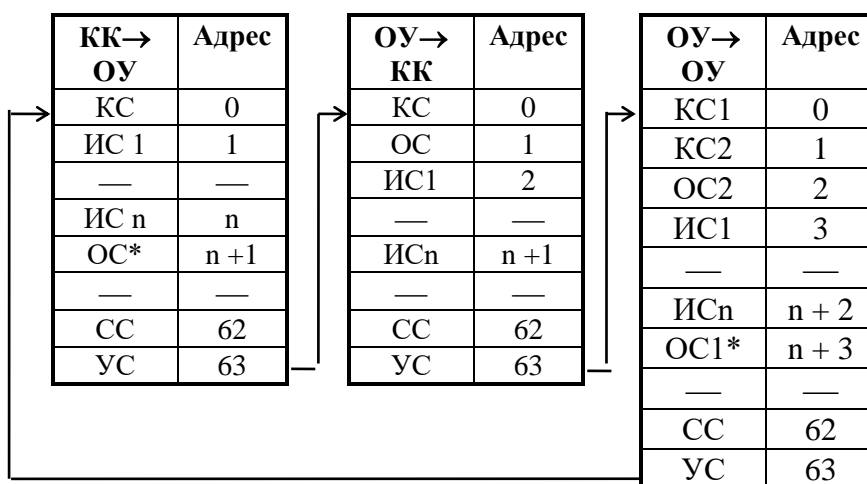 КК→ ОУ Адрес
КС 0
ИС 1 1
— —
ИС n n
ОС* n +1
— —
СС 62
УС 63
ОУ→ КК Адрес
КС 0
ОС 1
ИС1 2
— —
ИСn n +1
— —
СС 62
УС 63
ОУ→ ОУ Адрес
КС1 0
КС2 1
ОС2 2
ИС1 3
— —
ИСn n + 2
ОС1* n + 3
— —
СС 62
УС 63